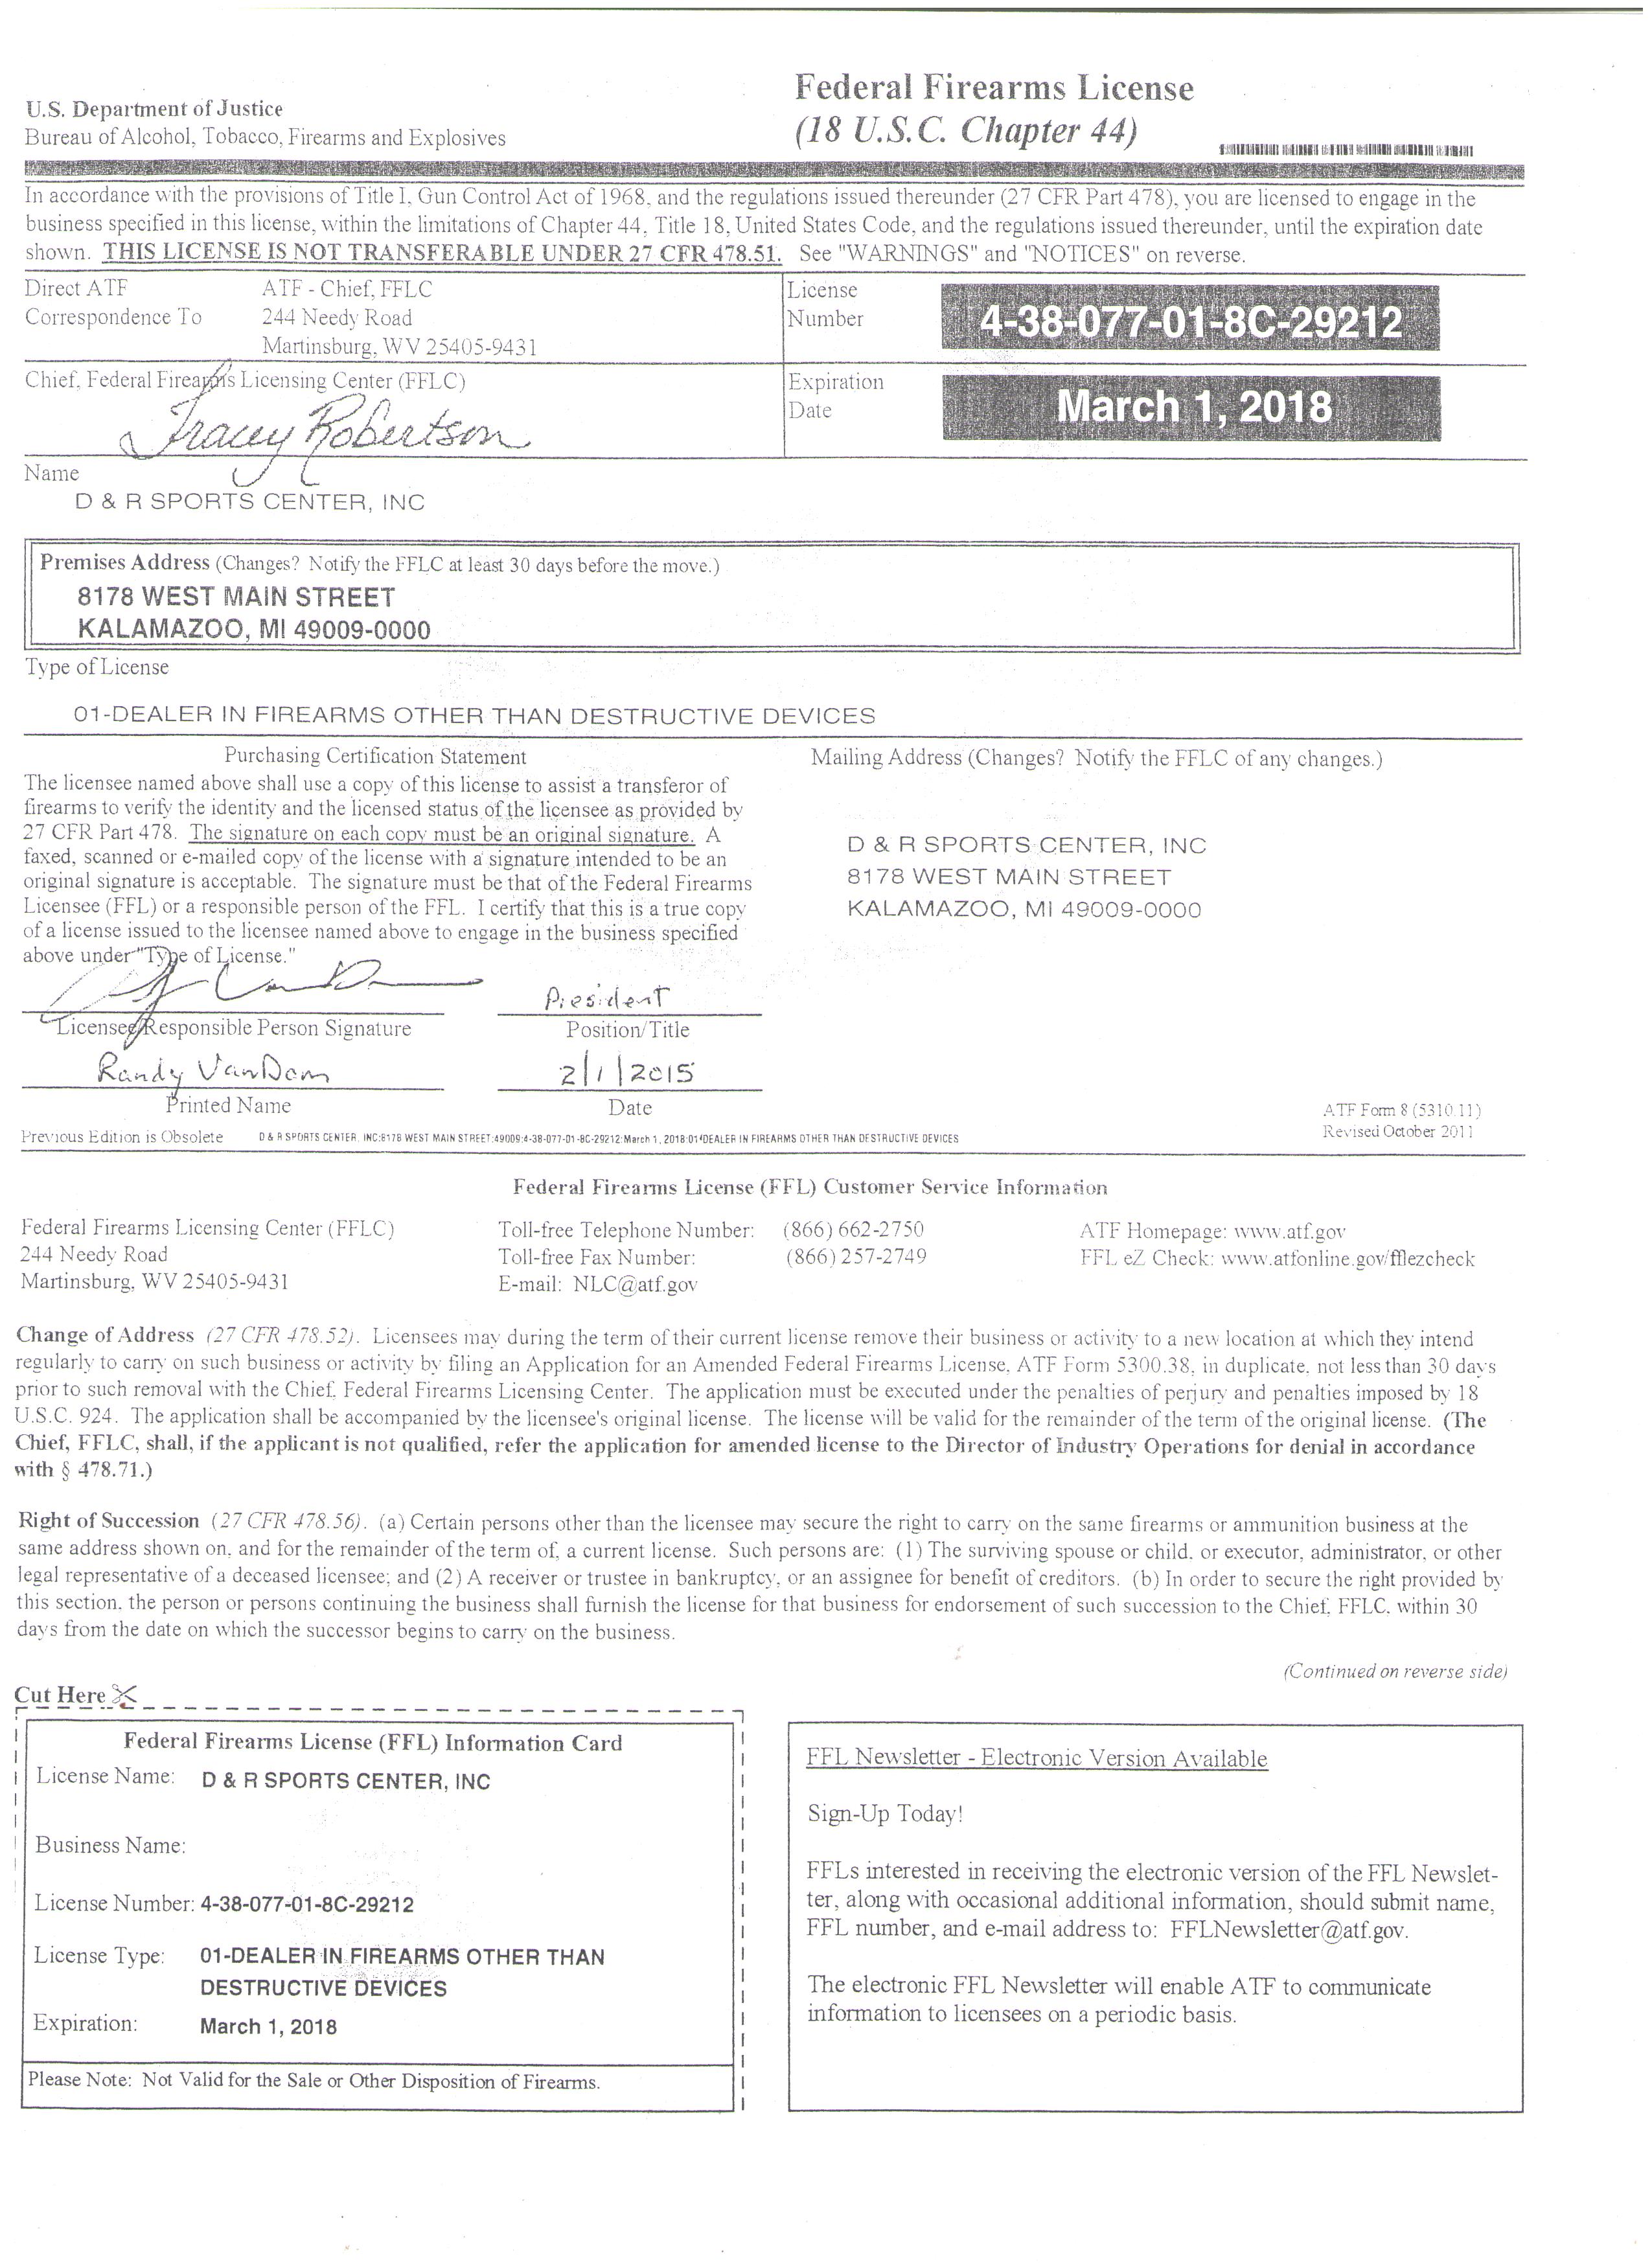 Federal Firearms License
(18 U.S.C. Chapter 44)
U.S. Department of Justice
Bureau of Alcohol, Tobacco, Firearms and Explosives
In accordance with the provisions of Title I, Gun Control Act of 1968, and the regulations issued thereunder (27 CFR Part 478), you are licensed to engage in the
business specified in this license, within the limitations of Chapter 44, Title 18, United States Code, and the regulations issued thereunder, until the expiration date
shown. THIS LICENSE IS NOT TRANSFERABLE UNDER 27 CFR 478.51. See "WARNINGS" and "NOTICES" on reverse.
Direct ATF
Correspondence To
ATF - Chief, FFLC
244 Needy Road
Martinsburg, WV 25405-9431
License
Number
4-38-077-01-8C-29212
Chief, Federal Firearms Licensing Center (FFLC)
Tracey Robertson
Expiration
Date
March 1, 2018
Name
D & R SPORTS CENTER, INC
Premises Address (Changes? Notify the FFLC at least 30 days before the move.)
8178 WEST MAIN STREET
KALAMAZOO, MI 49009-0000
Type of License
01-DEALER IN FIREARMS OTHER THAN DESTRUCTIVE DEVICES
Purchasing Certification Statement
The licensee named above shall use a copy of this license to assist a transferor of
firearms to verify the identity and the licensed status of the licensee as provided by
27 CFR Part 478. The signature on each copy must be an original signature. A
faxed, scanned or e-mailed copy of the license with a signature intended to be an
original signature is acceptable. The signature must be that of the Federal Firearms
Licensee (FFL) or a responsible person of the FFL. I certify that this is a true copy
of a license issued to the licensee named above to engage in the business specified
above under "Type of License."
Mailing Address (Changes? Notify the FFLC of any changes.)
D & R SPORTS CENTER, INC
8178 WEST MAIN STREET
KALAMAZOO, MI 49009-0000
President
Licensee/Responsible Person Signature
Position/Title
Randy VanDam
2/1/2015
Printed Name
Date
ATF Form 8 (5310.11)
Revised October 2011
Previous Edition is Obsolete
D & R SPORTS CENTER, INC:8178 WEST MAIN STREET:49009:4-38-077-01-8C-29212:March 1, 2018:01-DEALER IN FIREARMS OTHER THAN DESTRUCTIVE DEVICES
Federal Firearms License (FFL) Customer Service Information
Federal Firearms Licensing Center (FFLC)
244 Needy Road
Martinsburg, WV 25405-9431
Toll-free Telephone Number: (866) 662-2750
Toll-free Fax Number: (866) 257-2749
E-mail: NLC@atf.gov
ATF Homepage: www.atf.gov
FFL eZ Check: www.atfonline.gov/fflezcheck
Change of Address (27 CFR 478.52). Licensees may during the term of their current license remove their business or activity to a new location at which they intend
regularly to carry on such business or activity by filing an Application for an Amended Federal Firearms License, ATF Form 5300.38, in duplicate, not less than 30 days
prior to such removal with the Chief, Federal Firearms Licensing Center. The application must be executed under the penalties of perjury and penalties imposed by 18
U.S.C. 924. The application shall be accompanied by the licensee's original license. The license will be valid for the remainder of the term of the original license. (The
Chief, FFLC, shall, if the applicant is not qualified, refer the application for amended license to the Director of Industry Operations for denial in accordance
with § 478.71.)
Right of Succession (27 CFR 478.56). (a) Certain persons other than the licensee may secure the right to carry on the same firearms or ammunition business at the
same address shown on, and for the remainder of the term of, a current license. Such persons are: (1) The surviving spouse or child, or executor, administrator, or other
legal representative of a deceased licensee; and (2) A receiver or trustee in bankruptcy, or an assignee for benefit of creditors. (b) In order to secure the right provided by
this section, the person or persons continuing the business shall furnish the license for that business for endorsement of such succession to the Chief, FFLC, within 30
days from the date on which the successor begins to carry on the business.
(Continued on reverse side)
Cut Here
Federal Firearms License (FFL) Information Card
License Name: D & R SPORTS CENTER, INC
Business Name:
License Number: 4-38-077-01-8C-29212
License Type: 01-DEALER IN FIREARMS OTHER THAN
DESTRUCTIVE DEVICES
Expiration: March 1, 2018
Please Note: Not Valid for the Sale or Other Disposition of Firearms.
FFL Newsletter - Electronic Version Available
Sign-Up Today!
FFLs interested in receiving the electronic version of the FFL Newslet-
ter, along with occasional additional information, should submit name,
FFL number, and e-mail address to: FFLNewsletter@atf.gov.
The electronic FFL Newsletter will enable ATF to communicate
information to licensees on a periodic basis.